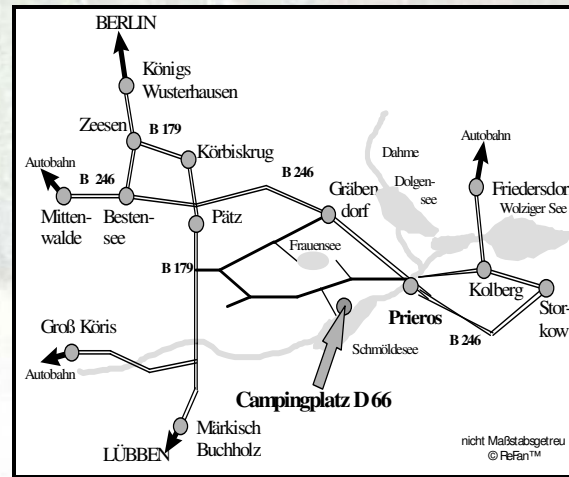 BERLIN
Königs
Wusterhausen
Zeesen
B 179
Körbiskrug
Autobahn
B 246
B 246
Mitten-
walde
Besten-
see
Pätz
Gräben
dorf
Dahme
Dolgen-
see
Autobahn
Friedersdorf
Wolziger See
Frauensee
B 179
Kolberg
Stor-
kow
Prieros
B 246
Groß Köris
Autobahn
Schmöldesee
Campingplatz D 66
Märkisch
Buchholz
LÜBBEN
nicht Maßstabsgetreu
© ReFan™